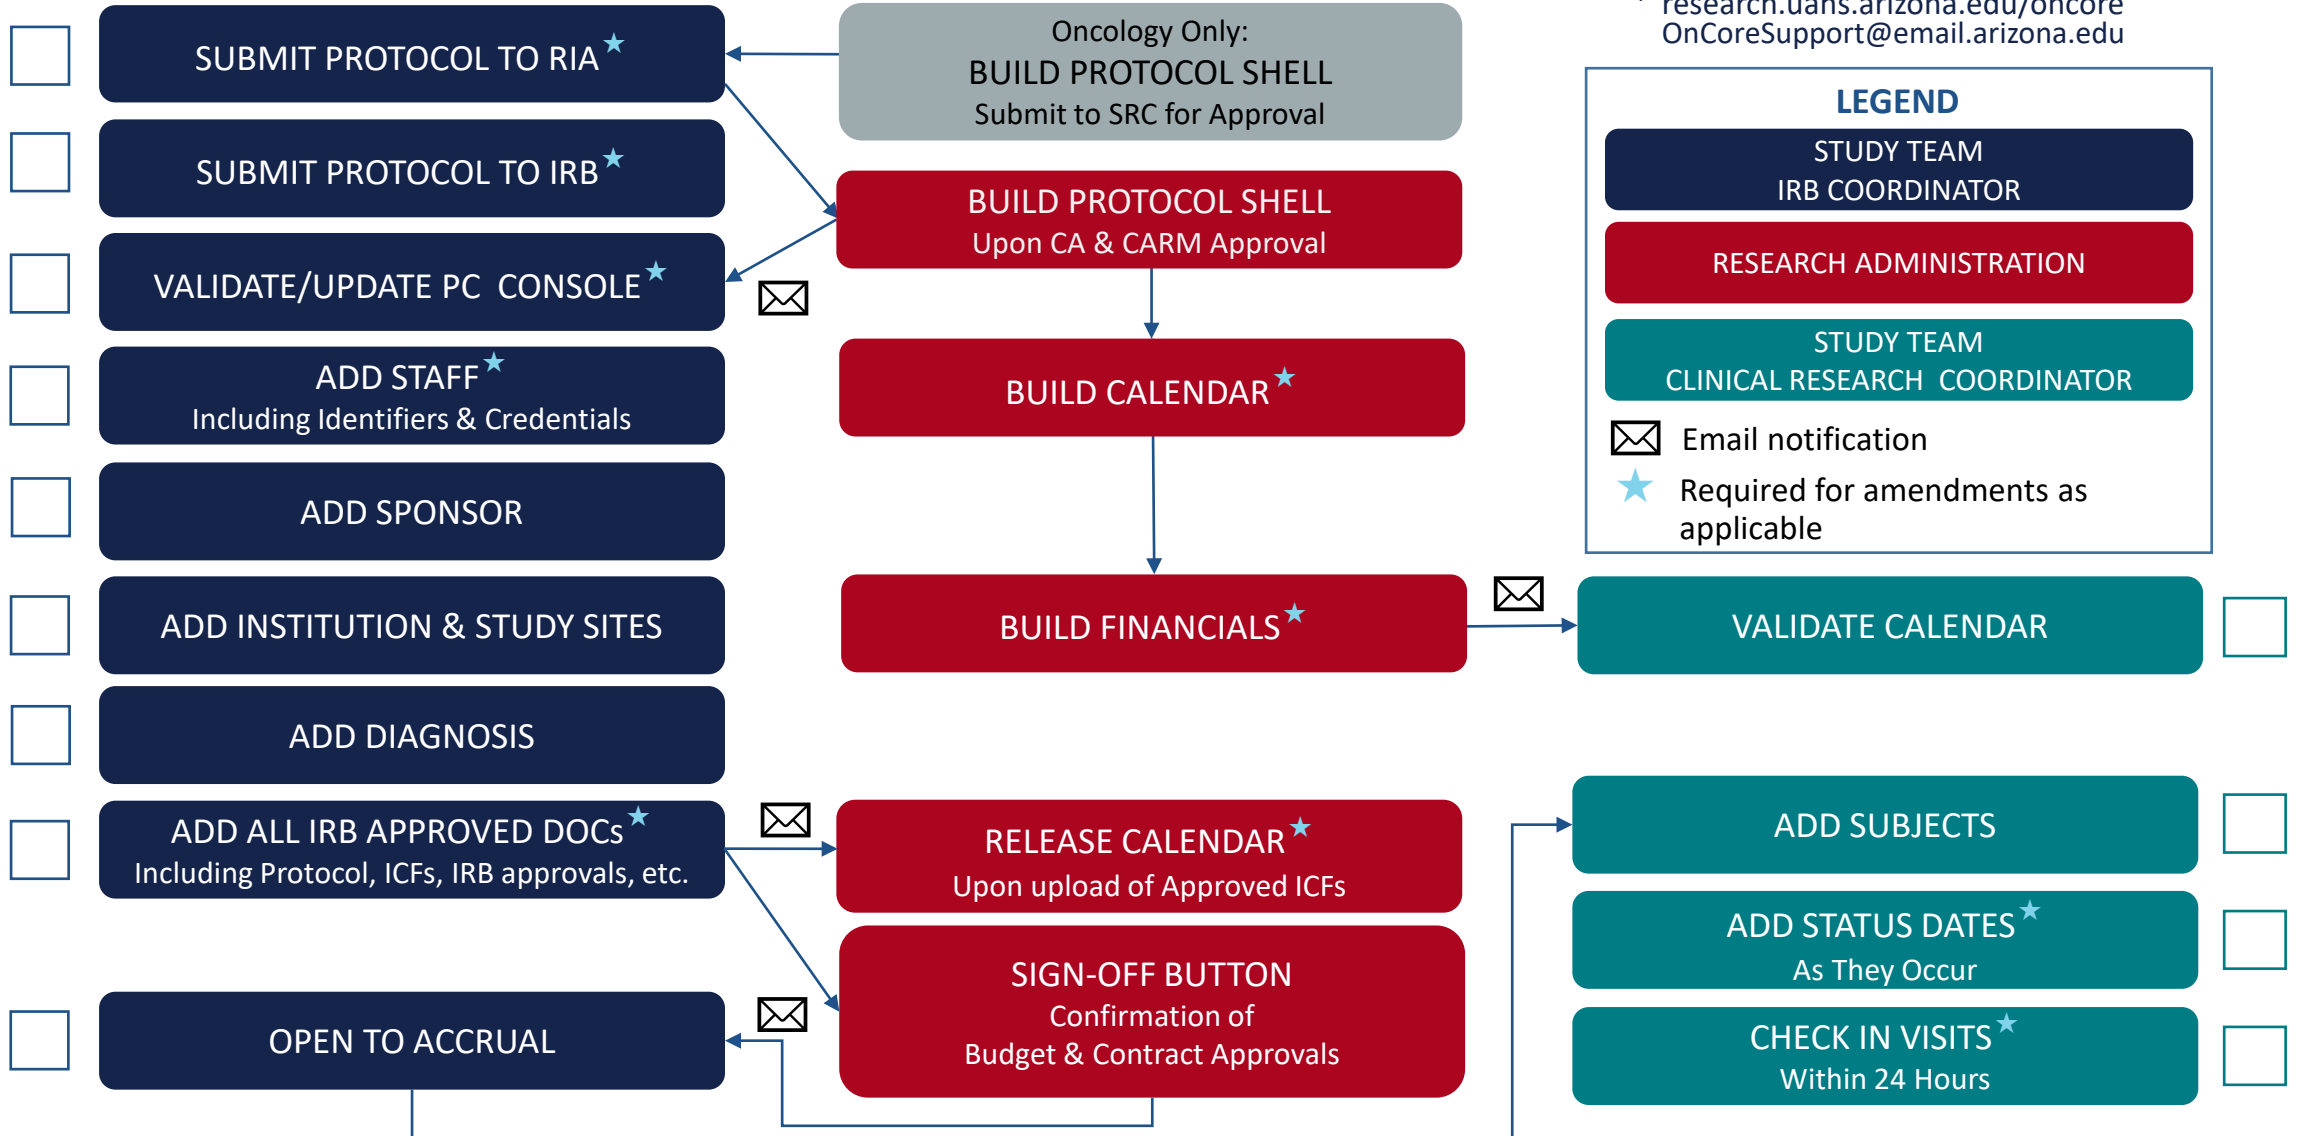 research.uahs.arizona.edu/oncore
OnCoreSupport@email.arizona.edu
SUBMIT PROTOCOL TO RIA
SUBMIT PROTOCOL TO IRB
VALIDATE/UPDATE PC CONSOLE
ADD STAFF
Including Identifiers & Credentials
ADD SPONSOR
ADD INSTITUTION & STUDY SITES
ADD DIAGNOSIS
ADD ALL IRB APPROVED DOCs
Including Protocol, ICFs, IRB approvals, etc.
OPEN TO ACCRUAL
Oncology Only:
BUILD PROTOCOL SHELL
Submit to SRC for Approval
BUILD PROTOCOL SHELL
Upon CA & CARM Approval
BUILD CALENDAR
BUILD FINANCIALS
RELEASE CALENDAR
Upon upload of Approved ICFs
SIGN-OFF BUTTON
Confirmation of
Budget & Contract Approvals
LEGEND
STUDY TEAM
IRB COORDINATOR
RESEARCH ADMINISTRATION
STUDY TEAM
CLINICAL RESEARCH COORDINATOR
Email notification
Required for amendments as
applicable
VALIDATE CALENDAR
ADD SUBJECTS
ADD STATUS DATES
As They Occur
CHECK IN VISITS
Within 24 Hours